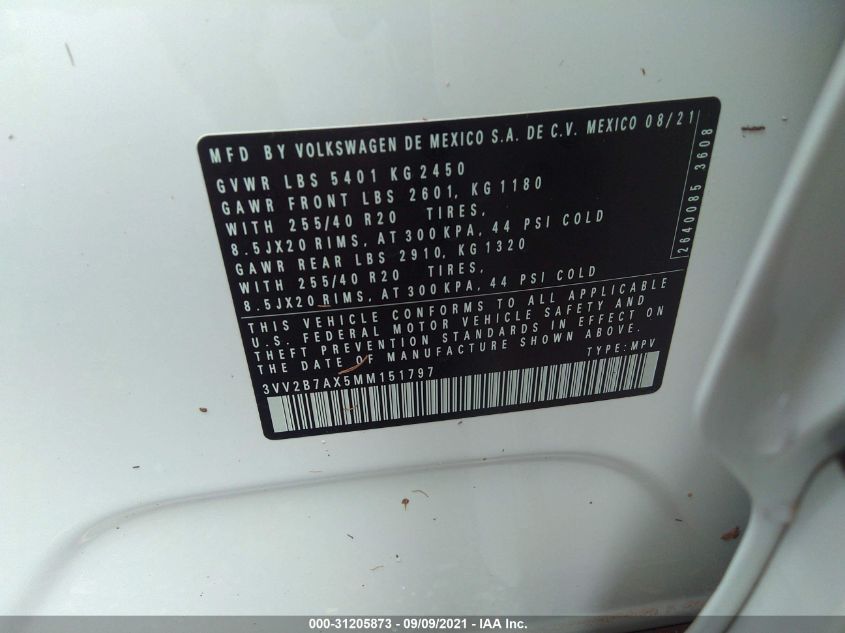 MFD BY VOLKSWAGEN DE MEXICO S.A. DE C.V. MEXICO 08/21
GVWR LBS 5401 KG 2450
GAWR FRONT LBS 2601, KG 1180
WITH 255/40 R20 TIRES,
8.5JX20 RIMS, AT 300 KPA, 44 PSI COLD
GAWR REAR LBS 2910, KG 1320
WITH 255/40 R20 TIRES,
8.5JX20 RIMS, AT 300 KPA, 44 PSI COLD
THIS VEHICLE CONFORMS TO ALL APPLICABLE
U.S. FEDERAL MOTOR VEHICLE SAFETY AND
THEFT PREVENTION STANDARDS IN EFFECT ON
THE DATE OF MANUFACTURE SHOWN ABOVE.
3VV2B7AX5MM151797 TYPE: MPV
2640085 3608
000-31205873 - 09/09/2021 - IAA Inc.